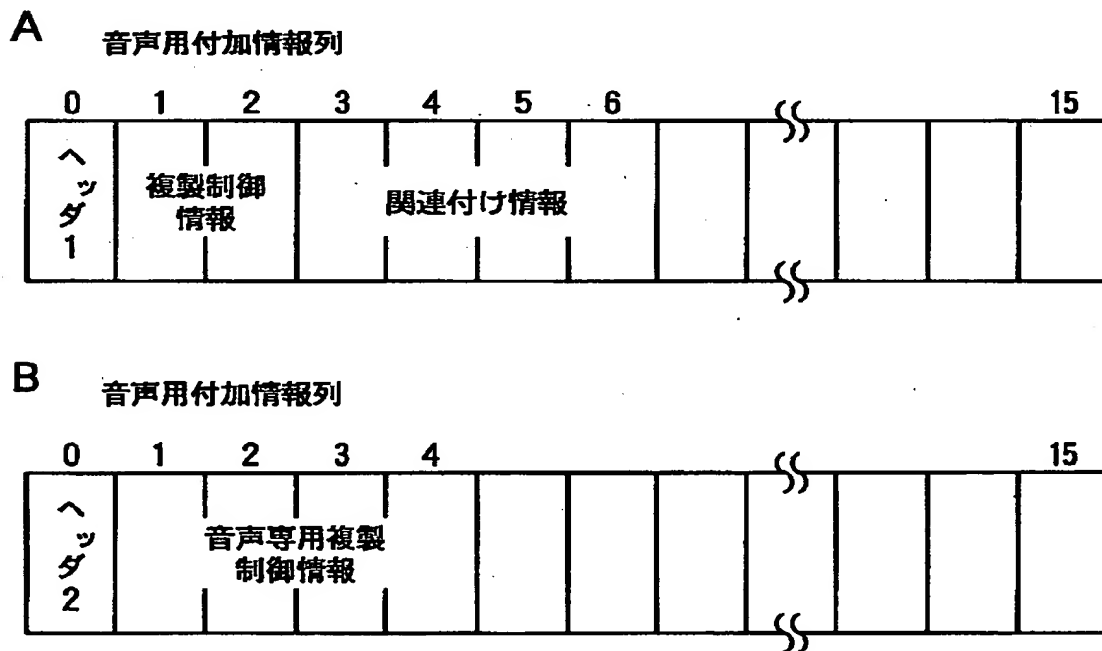 A
音声用付加情報列
0 1 2 3 4 5 6 15
ヘッダ1
複製制御
情報
関連付け情報
B
音声用付加情報列
0 1 2 3 4 15
ヘッダ2
音声専用複製
制御情報